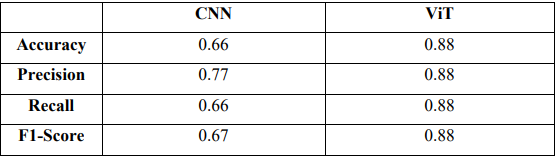 CNN ViT
Accuracy 0.66 0.88
Precision 0.77 0.88
Recall 0.66 0.88
F1-Score 0.67 0.88